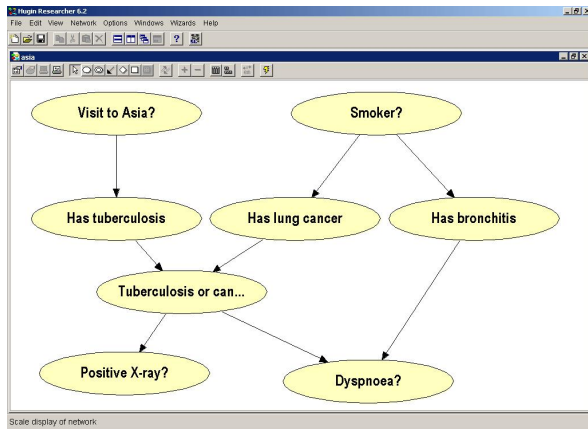 Hugin Researcher 6.2
File Edit View Network Options Windows Wizards Help
asia
Visit to Asia?
Smoker?
Has tuberculosis
Has lung cancer
Has bronchitis
Tuberculosis or can...
Positive X-ray?
Dyspnoea?
Scale display of network